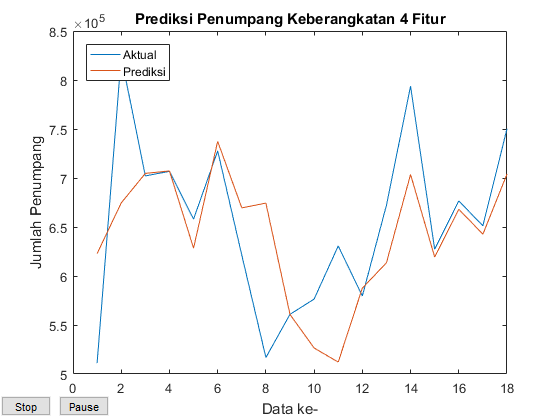 Prediksi Penumpang Keberangkatan 4 Fitur
×10^5
8.5
8
7.5
7
6.5
6
5.5
5
Jumlah Penumpang
Aktual
Prediksi
0 2 4 6 8 10 12 14 16 18
Data ke-
Stop Pause